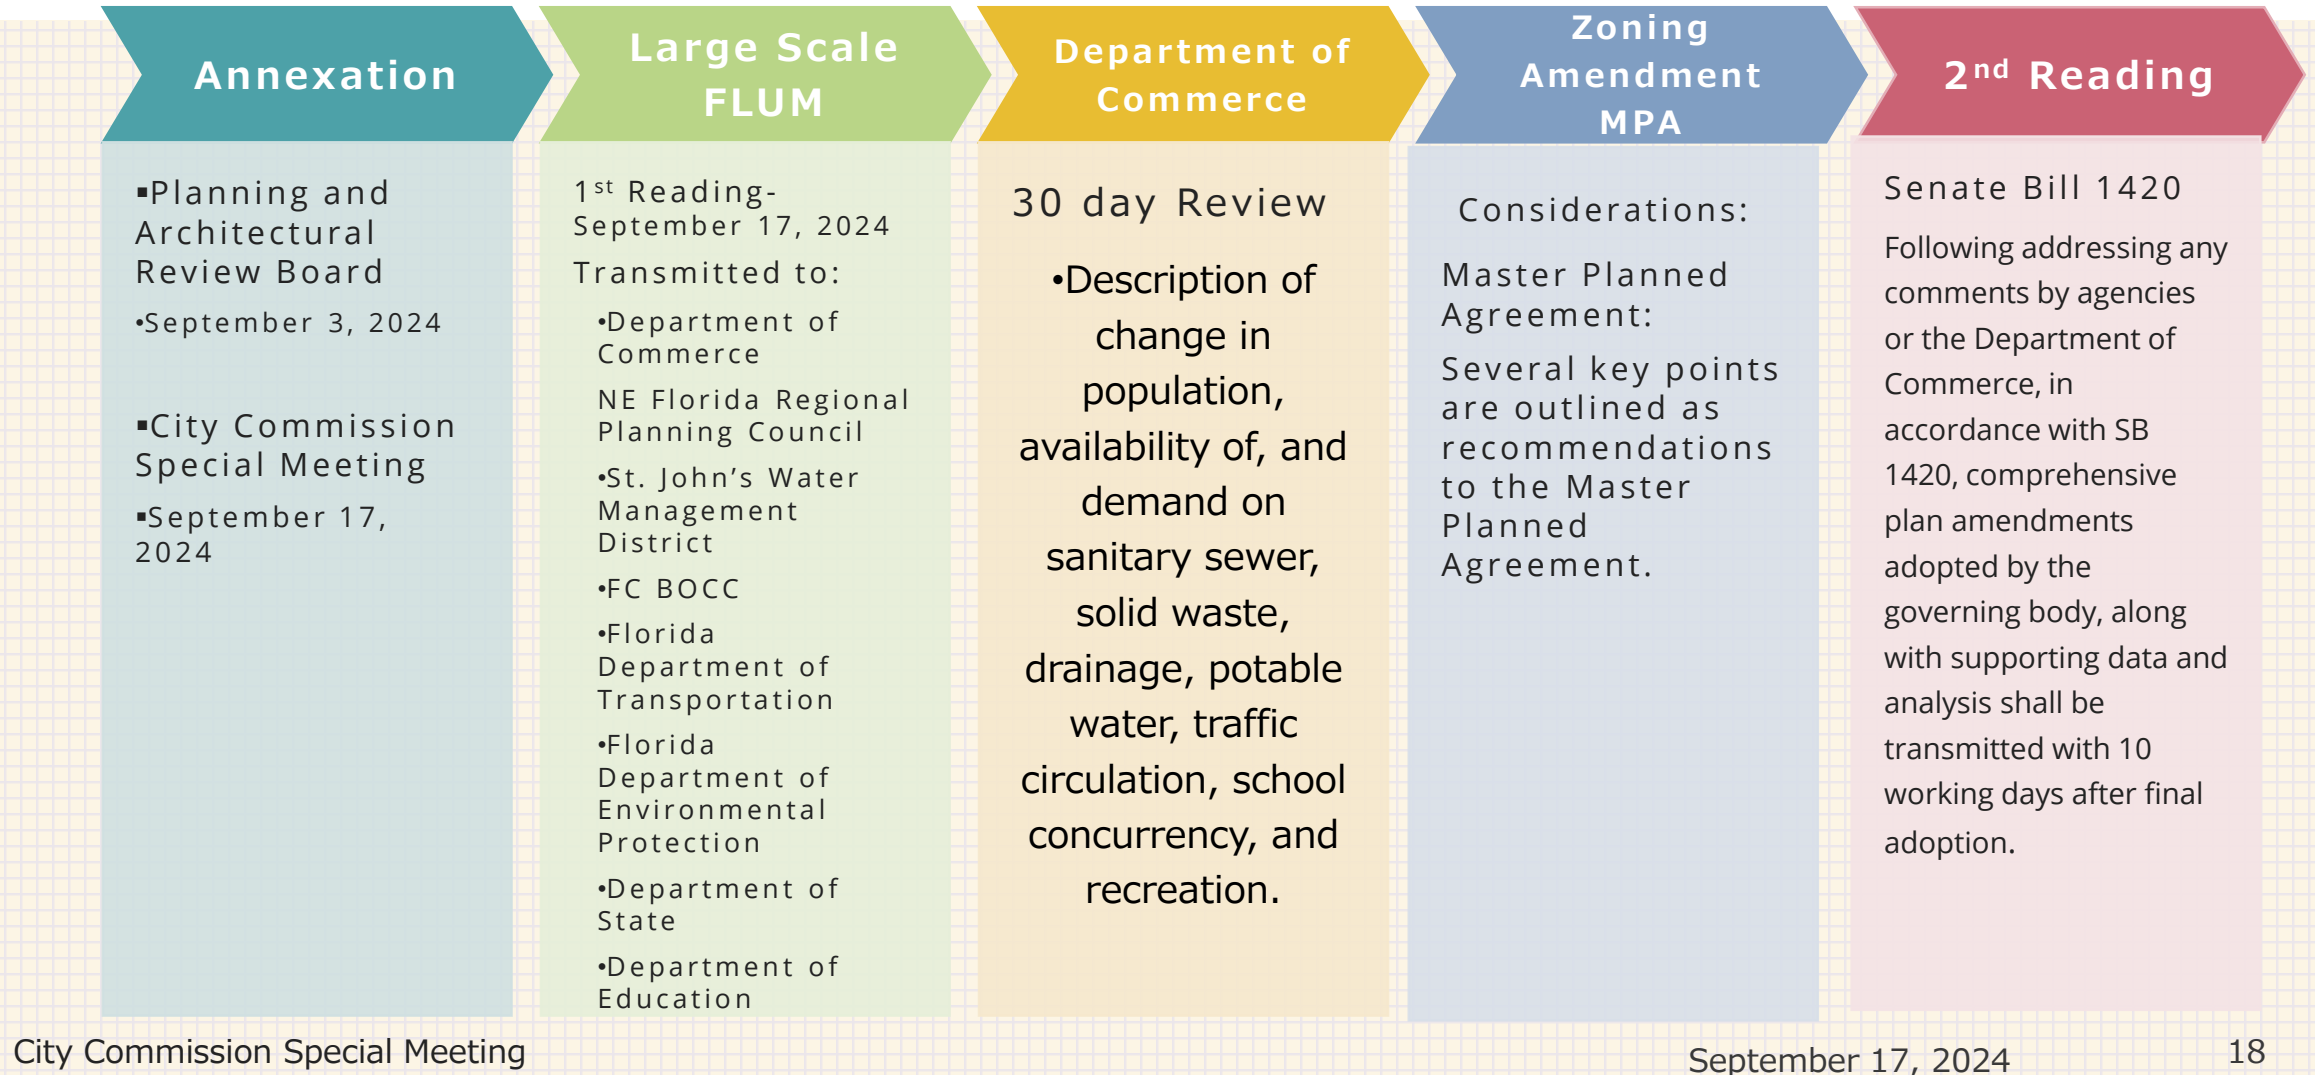 Annexation
▪Planning and
Architectural
Review Board
•September 3, 2024
▪City Commission
Special Meeting
▪September 17,
2024
Large Scale
FLUM
1st Reading-
September 17, 2024
Transmitted to:
•Department of
Commerce
NE Florida Regional
Planning Council
•St. John’s Water
Management
District
•FC BOCC
•Florida
Department of
Transportation
•Florida
Department of
Environmental
Protection
•Department of
State
•Department of
Education
Department of
Commerce
30 day Review
•Description of
change in
population,
availability of, and
demand on
sanitary sewer,
solid waste,
drainage, potable
water, traffic
circulation, school
concurrency, and
recreation.
Zoning
Amendment
MPA
Considerations:
Master Planned
Agreement:
Several key points
are outlined as
recommendations
to the Master
Planned
Agreement.
2nd Reading
Senate Bill 1420
Following addressing any
comments by agencies
or the Department of
Commerce, in
accordance with SB
1420, comprehensive
plan amendments
adopted by the
governing body, along
with supporting data and
analysis shall be
transmitted with 10
working days after final
adoption.
City Commission Special Meeting
September 17, 2024
18